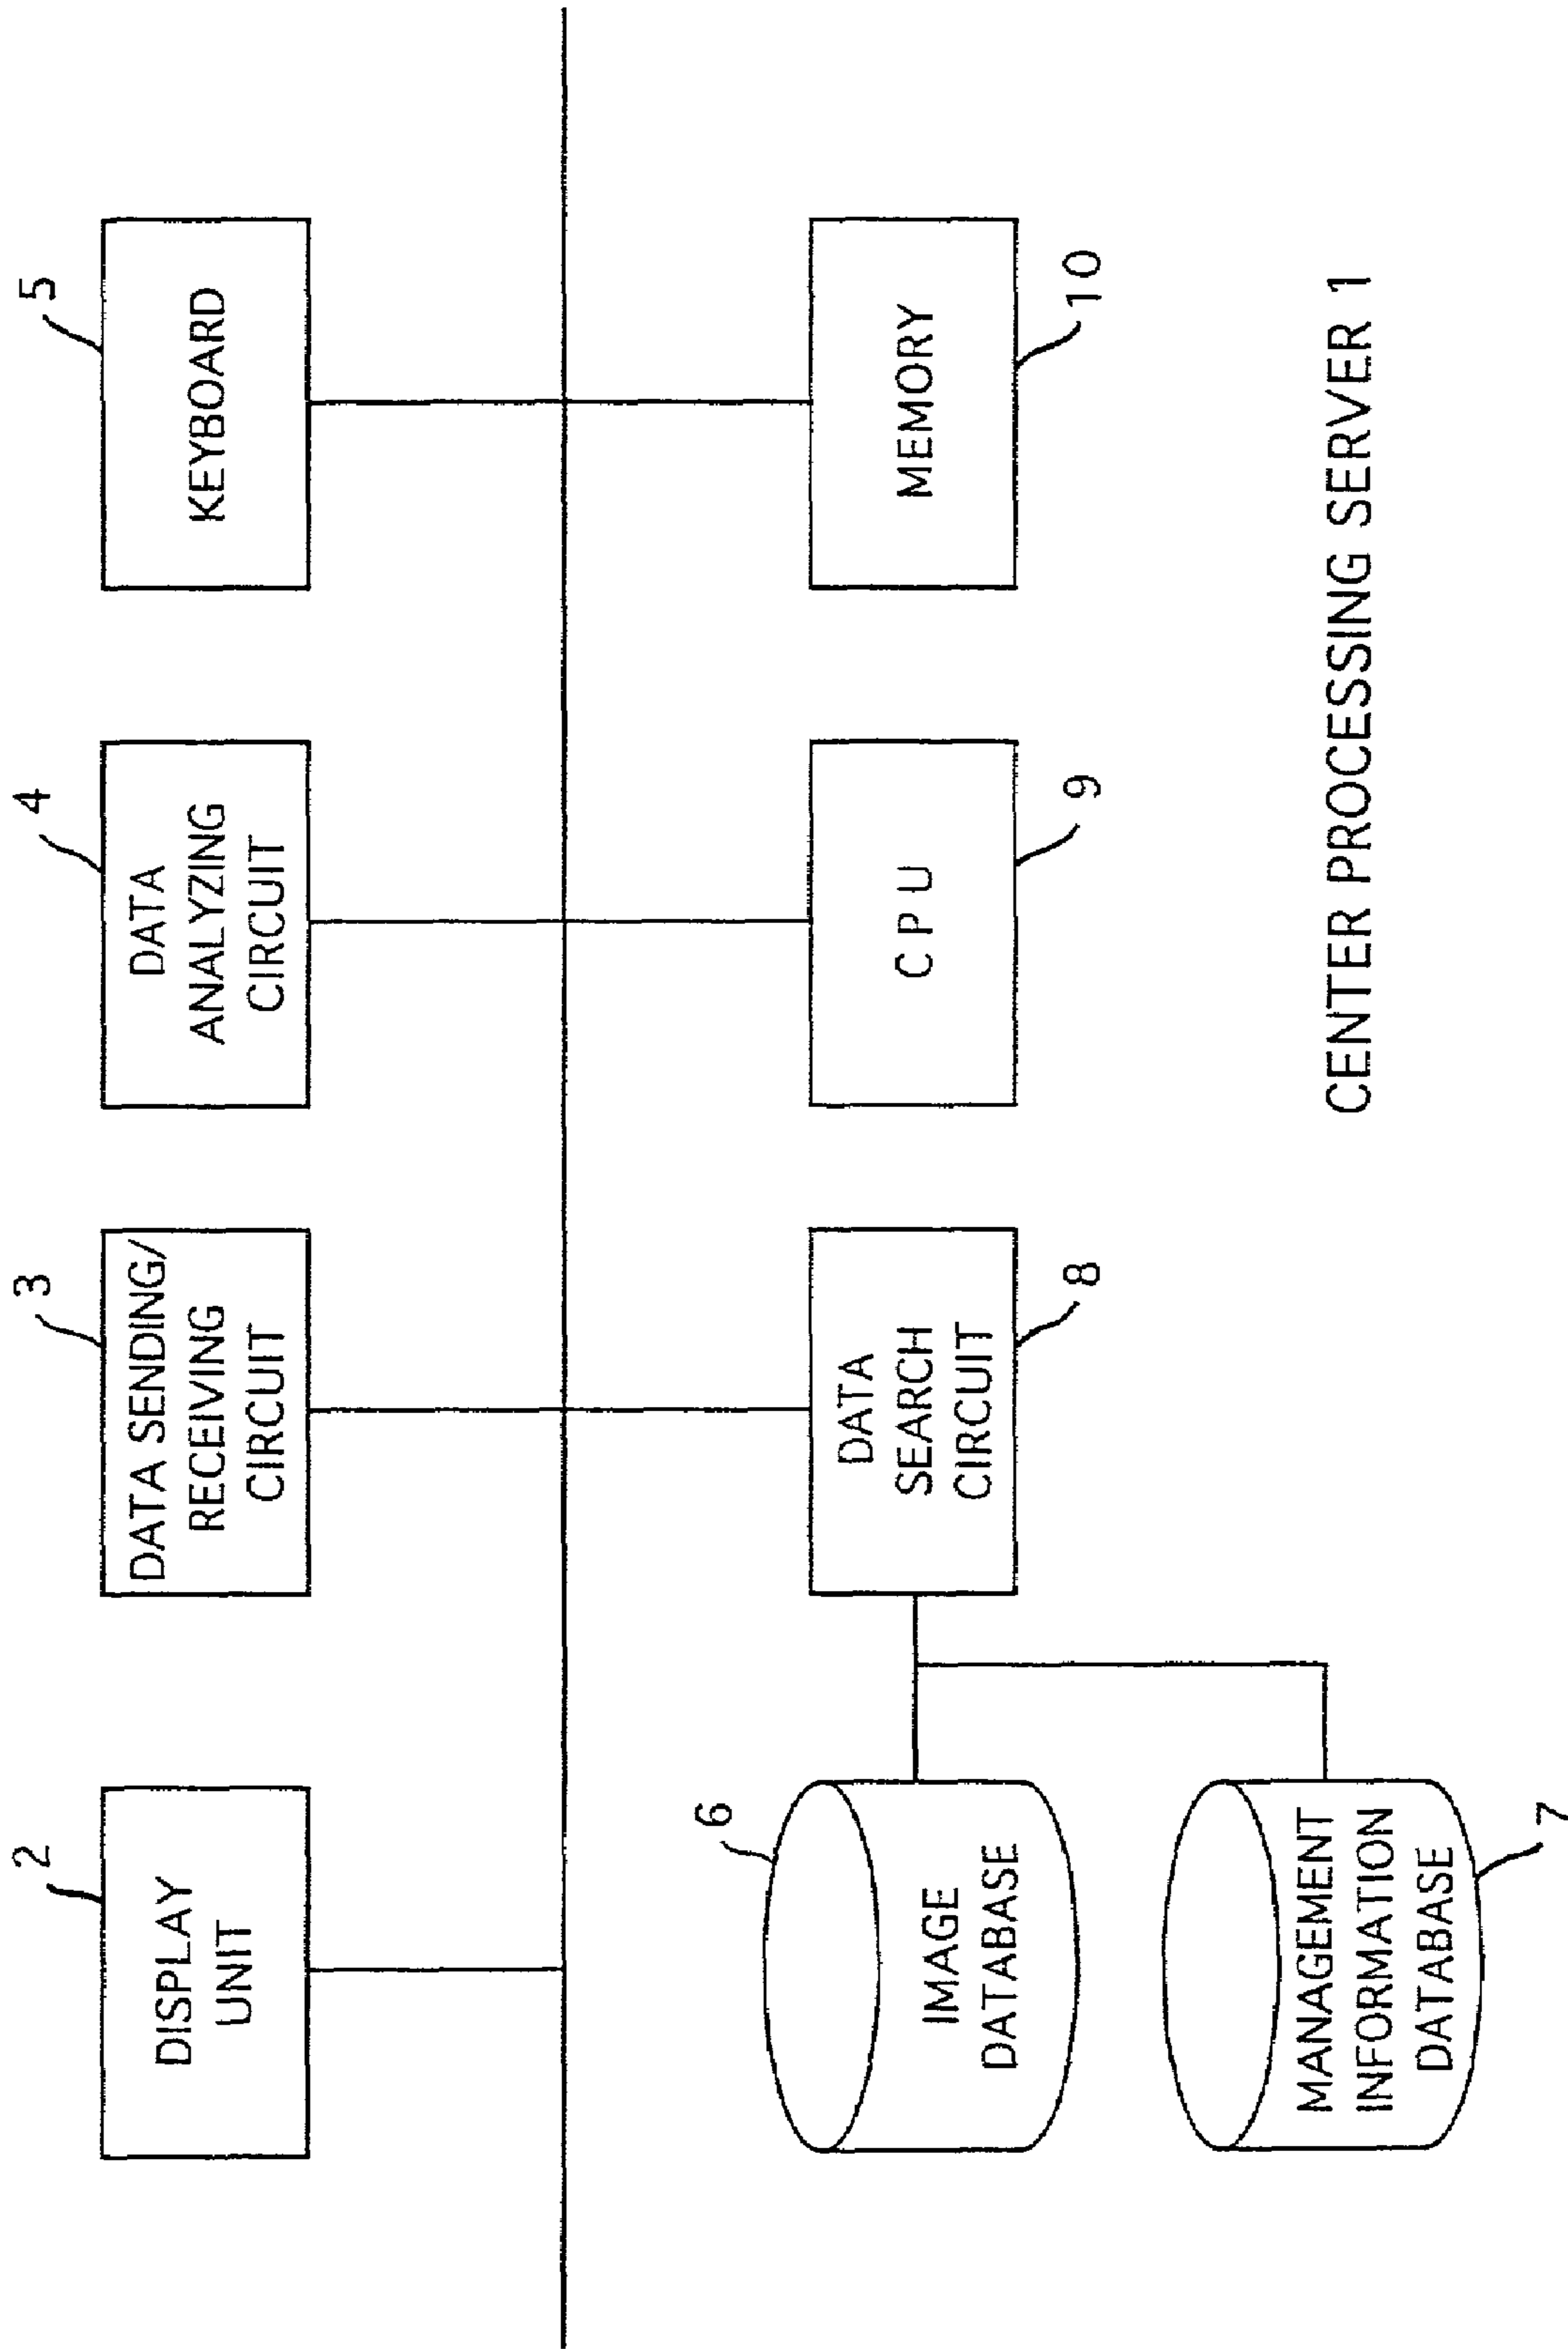 2
DISPLAY
UNIT
3
DATA SENDING/
RECEIVING
CIRCUIT
4
DATA
ANALYZING
CIRCUIT
5
KEYBOARD
6
IMAGE
DATABASE
7
MANAGEMENT
INFORMATION
DATABASE
DATA
SEARCH
CIRCUIT
8
C P U
9
MEMORY
10
CENTER PROCESSING SERVER 1